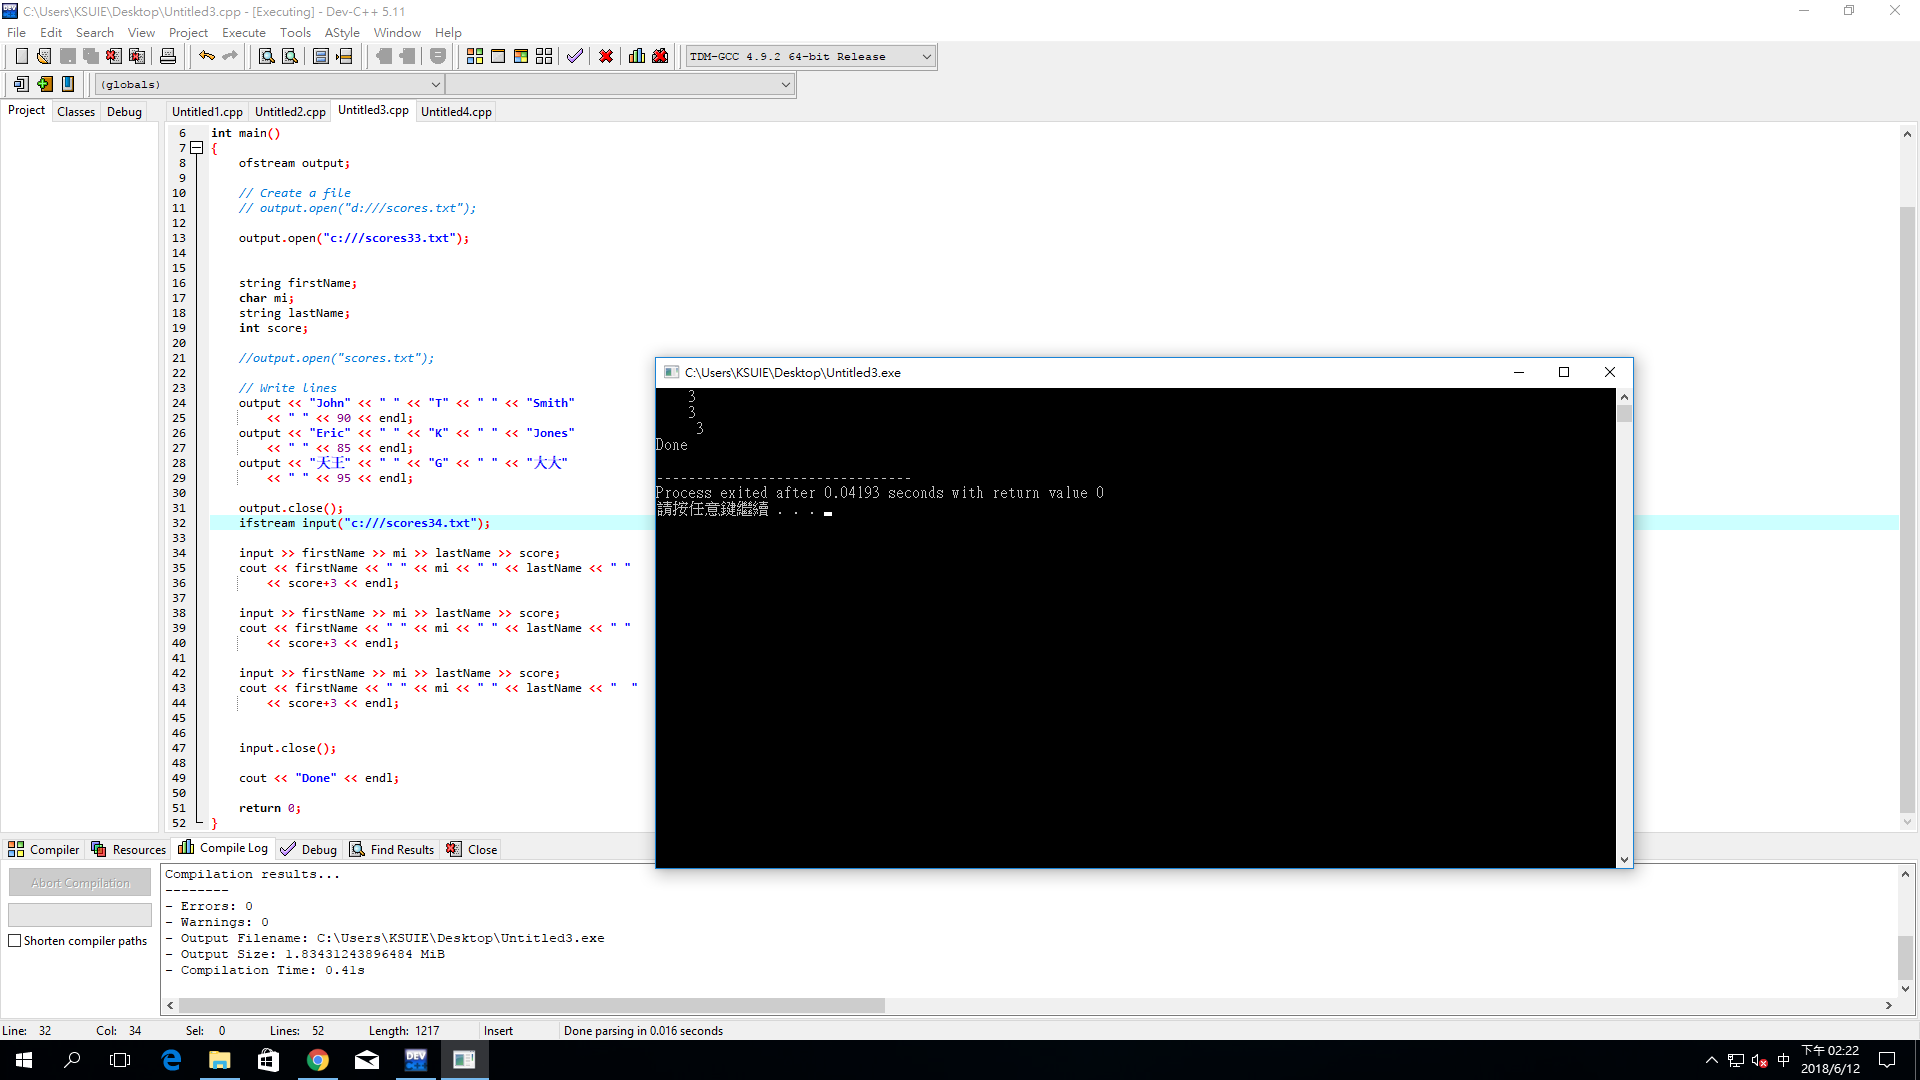 C:\Users\KSUIE\Desktop\Untitled3.cpp - [Executing] - Dev-C++ 5.11
File Edit Search View Project Execute Tools AStyle Window Help
TDM-GCC 4.9.2 64-bit Release
(globals)
Project Classes Debug
Untitled1.cpp Untitled2.cpp Untitled3.cpp Untitled4.cpp
6 int main()
7 {
8 ofstream output;
9
10 // Create a file
11 // output.open("d:///scores.txt");
12
13 output.open("c:///scores33.txt");
14
15
16 string firstName;
17 char mi;
18 string lastName;
19 int score;
20
21 //output.open("scores.txt");
22
23 // Write lines
24 output << "John" << " " << "T" << " " << "Smith"
25 << " " << 90 << endl;
26 output << "Eric" << " " << "K" << " " << "Jones"
27 << " " << 85 << endl;
28 output << "天王" << " " << "G" << " " << "大大"
29 << " " << 95 << endl;
30
31 output.close();
32 ifstream input("c:///scores34.txt");
33
34 input >> firstName >> mi >> lastName >> score;
35 cout << firstName << " " << mi << " " << lastName << " "
36 << score+3 << endl;
37
38 input >> firstName >> mi >> lastName >> score;
39 cout << firstName << " " << mi << " " << lastName << " "
40 << score+3 << endl;
41
42 input >> firstName >> mi >> lastName >> score;
43 cout << firstName << " " << mi << " " << lastName << "  "
44 << score+3 << endl;
45
46
47 input.close();
48
49 cout << "Done" << endl;
50
51 return 0;
52 }
C:\Users\KSUIE\Desktop\Untitled3.exe
3
3
3
Done
--------------------------------
Process exited after 0.04193 seconds with return value 0
請按任意鍵繼續 . . .
Compiler Resources Compile Log Debug Find Results Close
Abort Compilation
Shorten compiler paths
Compilation results...
--------
- Errors: 0
- Warnings: 0
- Output Filename: C:\Users\KSUIE\Desktop\Untitled3.exe
- Output Size: 1.83431243896484 MiB
- Compilation Time: 0.41s
Line: 32 Col: 34 Sel: 0 Lines: 52 Length: 1217 Insert Done parsing in 0.016 seconds
DEV
中
下午 02:22
2018/6/12